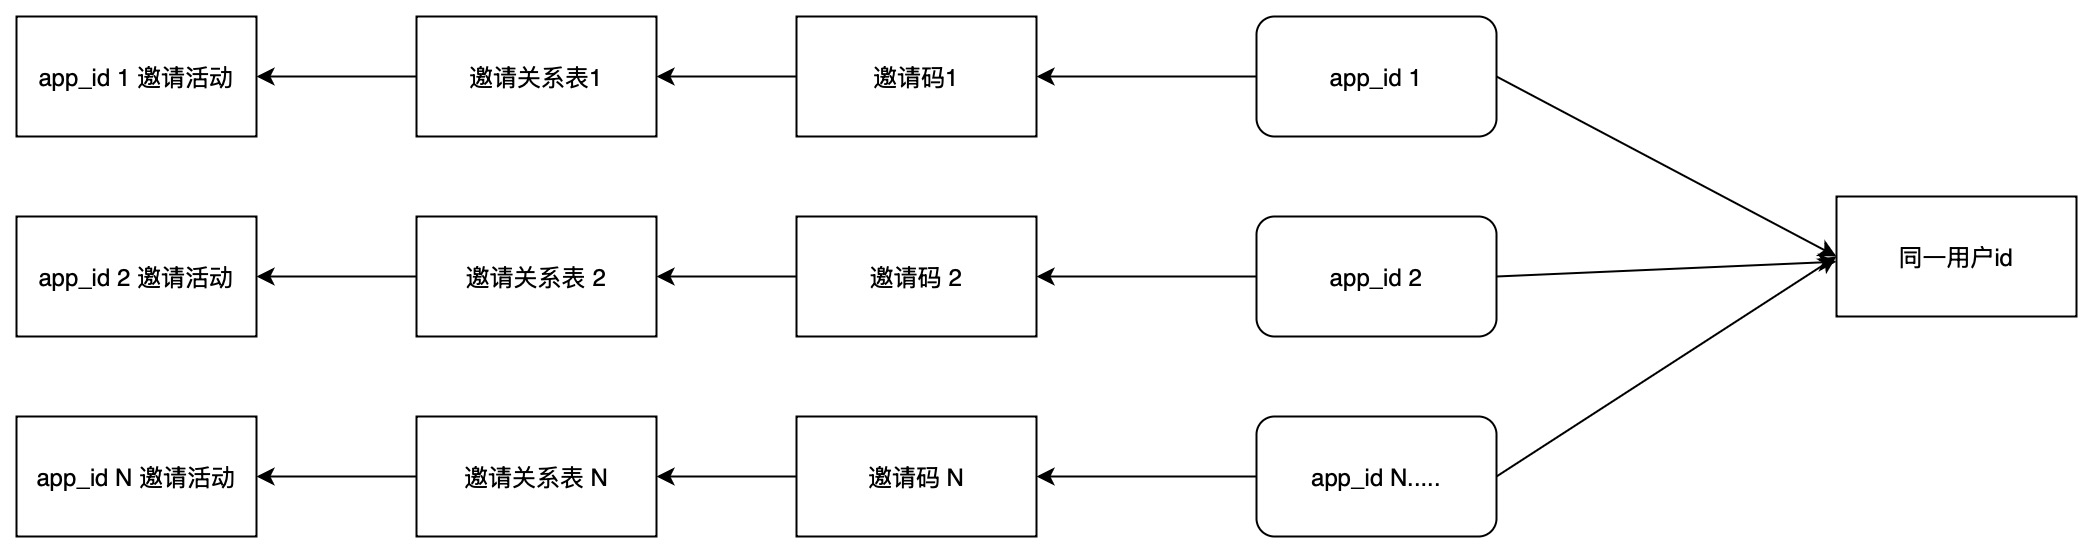 app_id 1 邀请活动
邀请关系表1
邀请码1
app_id 1
同一用户id
app_id 2 邀请活动
邀请关系表 2
邀请码 2
app_id 2
app_id N 邀请活动
邀请关系表 N
邀请码 N
app_id N.....